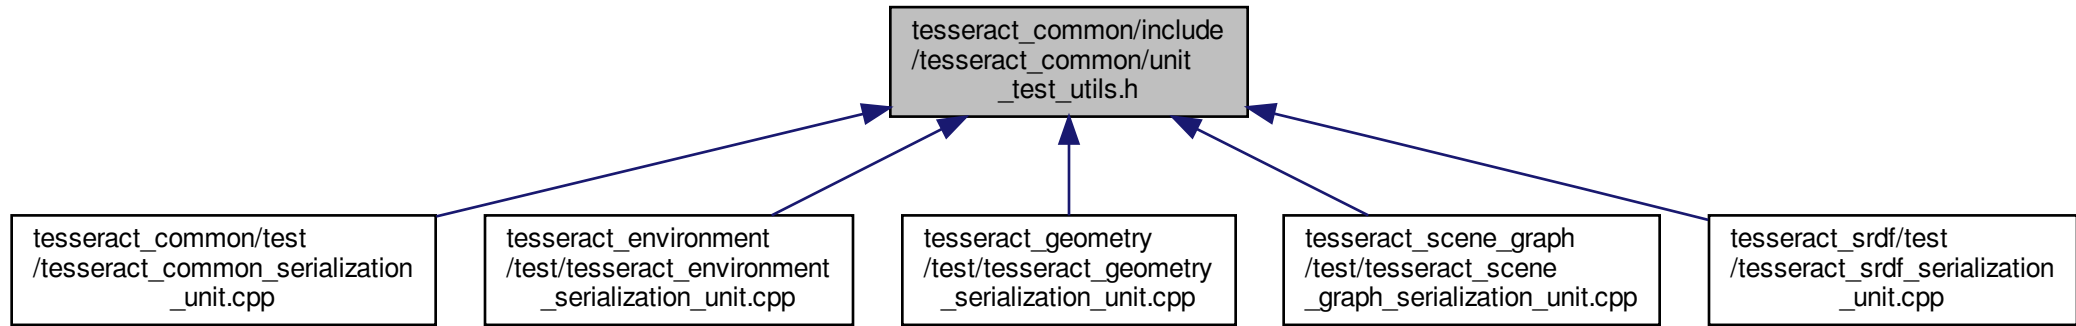 tesseract_common/include
/tesseract_common/unit
_test_utils.h
tesseract_common/test
/tesseract_common_serialization
_unit.cpp
tesseract_environment
/test/tesseract_environment
_serialization_unit.cpp
tesseract_geometry
/test/tesseract_geometry
_serialization_unit.cpp
tesseract_scene_graph
/test/tesseract_scene
_graph_serialization_unit.cpp
tesseract_srdf/test
/tesseract_srdf_serialization
_unit.cpp